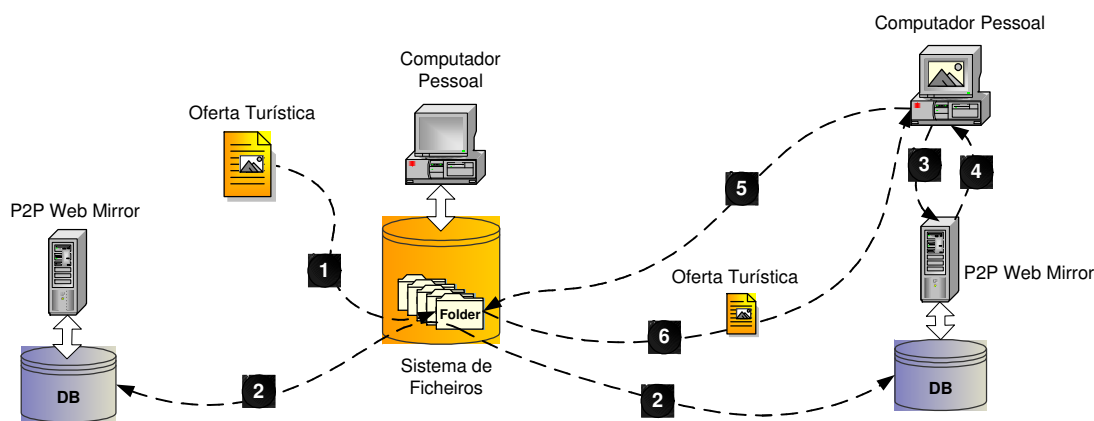 Computador Pessoal
Computador
Pessoal
Oferta Turística
P2P Web Mirror
3
4
5
1
Oferta Turística
P2P Web Mirror
Folder
6
Sistema de
Ficheiros
2
2
DB
DB